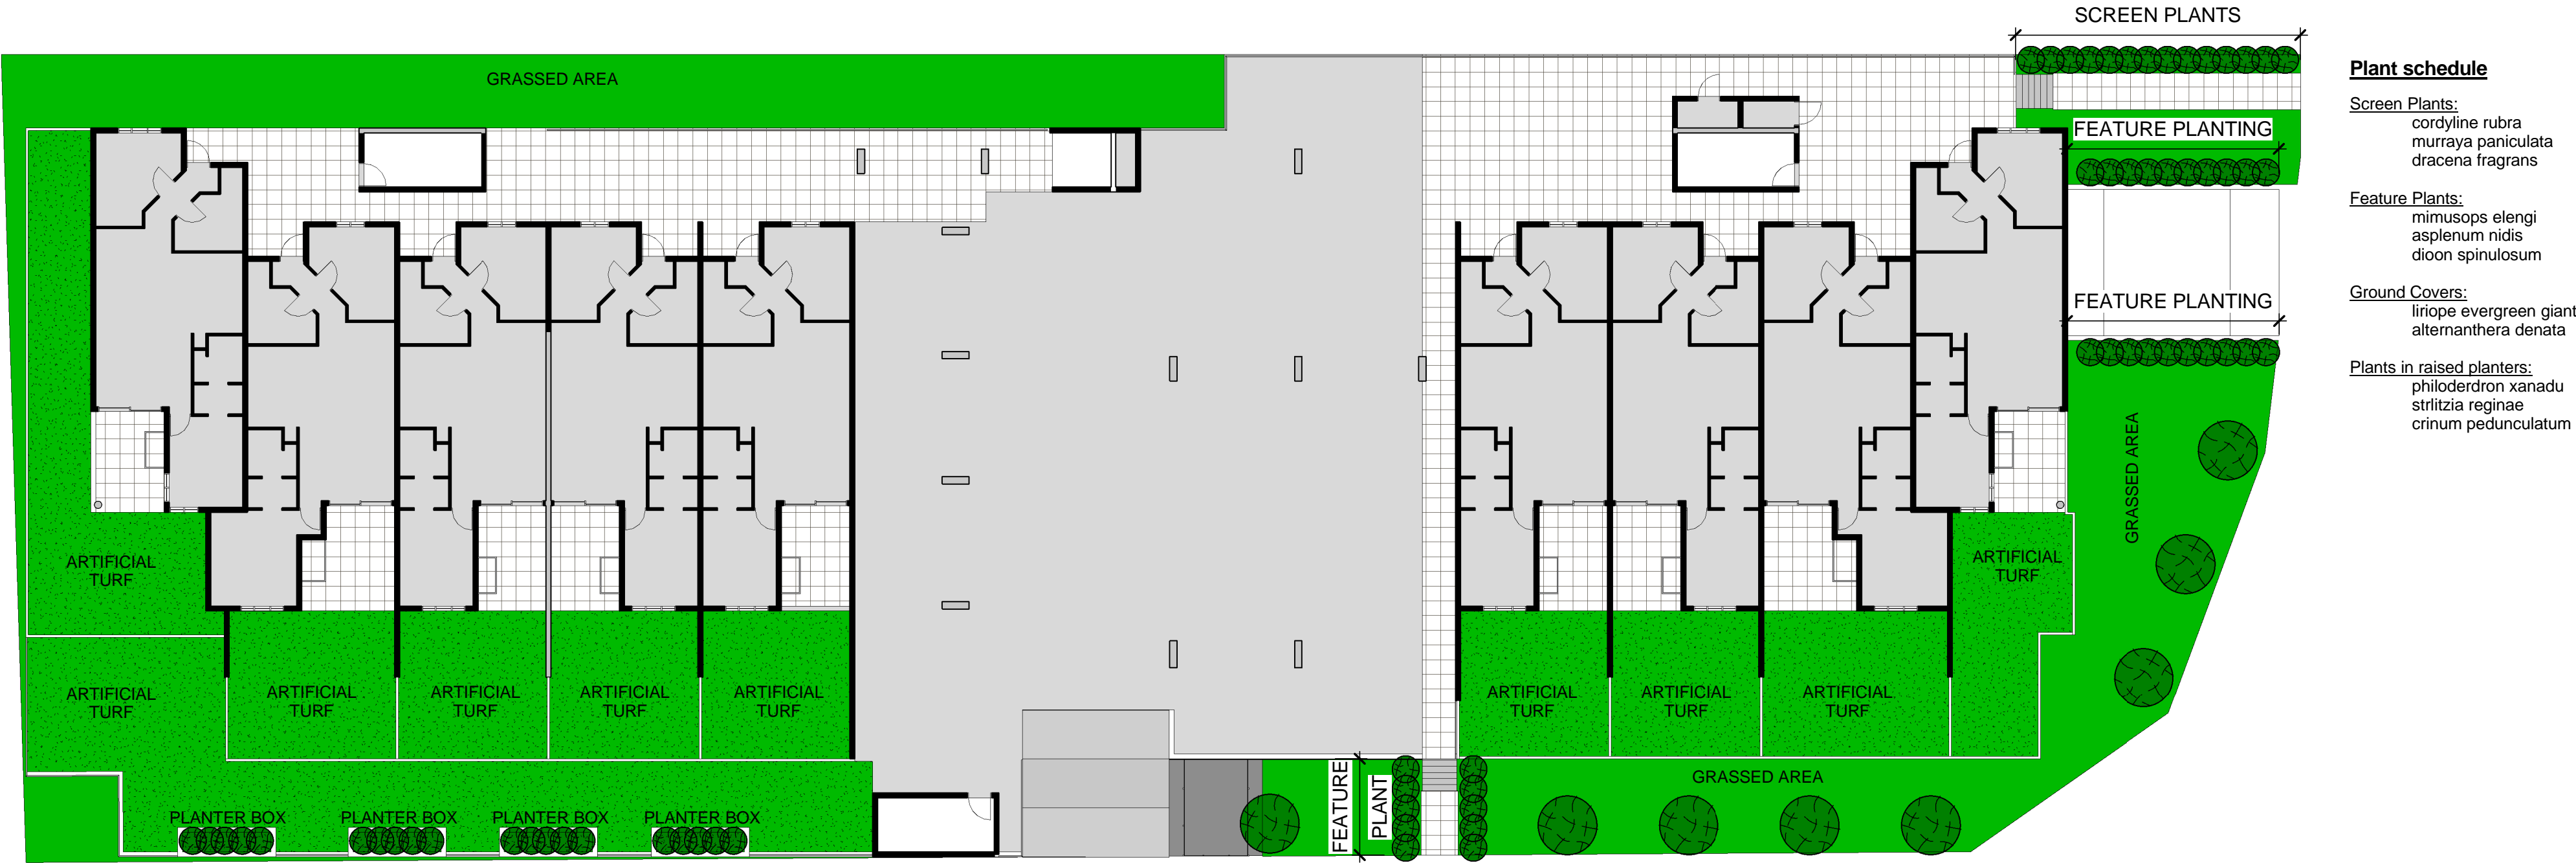 SCREEN PLANTS
GRASSED AREA
FEATURE PLANTING
FEATURE PLANTING
GRASSED AREA
ARTIFICIAL
TURF
ARTIFICIAL
TURF
ARTIFICIAL
TURF
ARTIFICIAL
TURF
ARTIFICIAL
TURF
ARTIFICIAL
TURF
ARTIFICIAL
TURF
ARTIFICIAL
TURF
ARTIFICIAL
TURF
ARTIFICIAL
TURF
GRASSED AREA
PLANTER BOX
PLANTER BOX
PLANTER BOX
PLANTER BOX
FEATURE
PLANT
Plant schedule
Screen Plants:
cordyline rubra
murraya paniculata
dracena fragrans
Feature Plants:
mimusops elengi
asplenum nidis
dioon spinulosum
Ground Covers:
liriope evergreen giant
alternanthera denata
Plants in raised planters:
philoderdron xanadu
strlitzia reginae
crinum pedunculatum